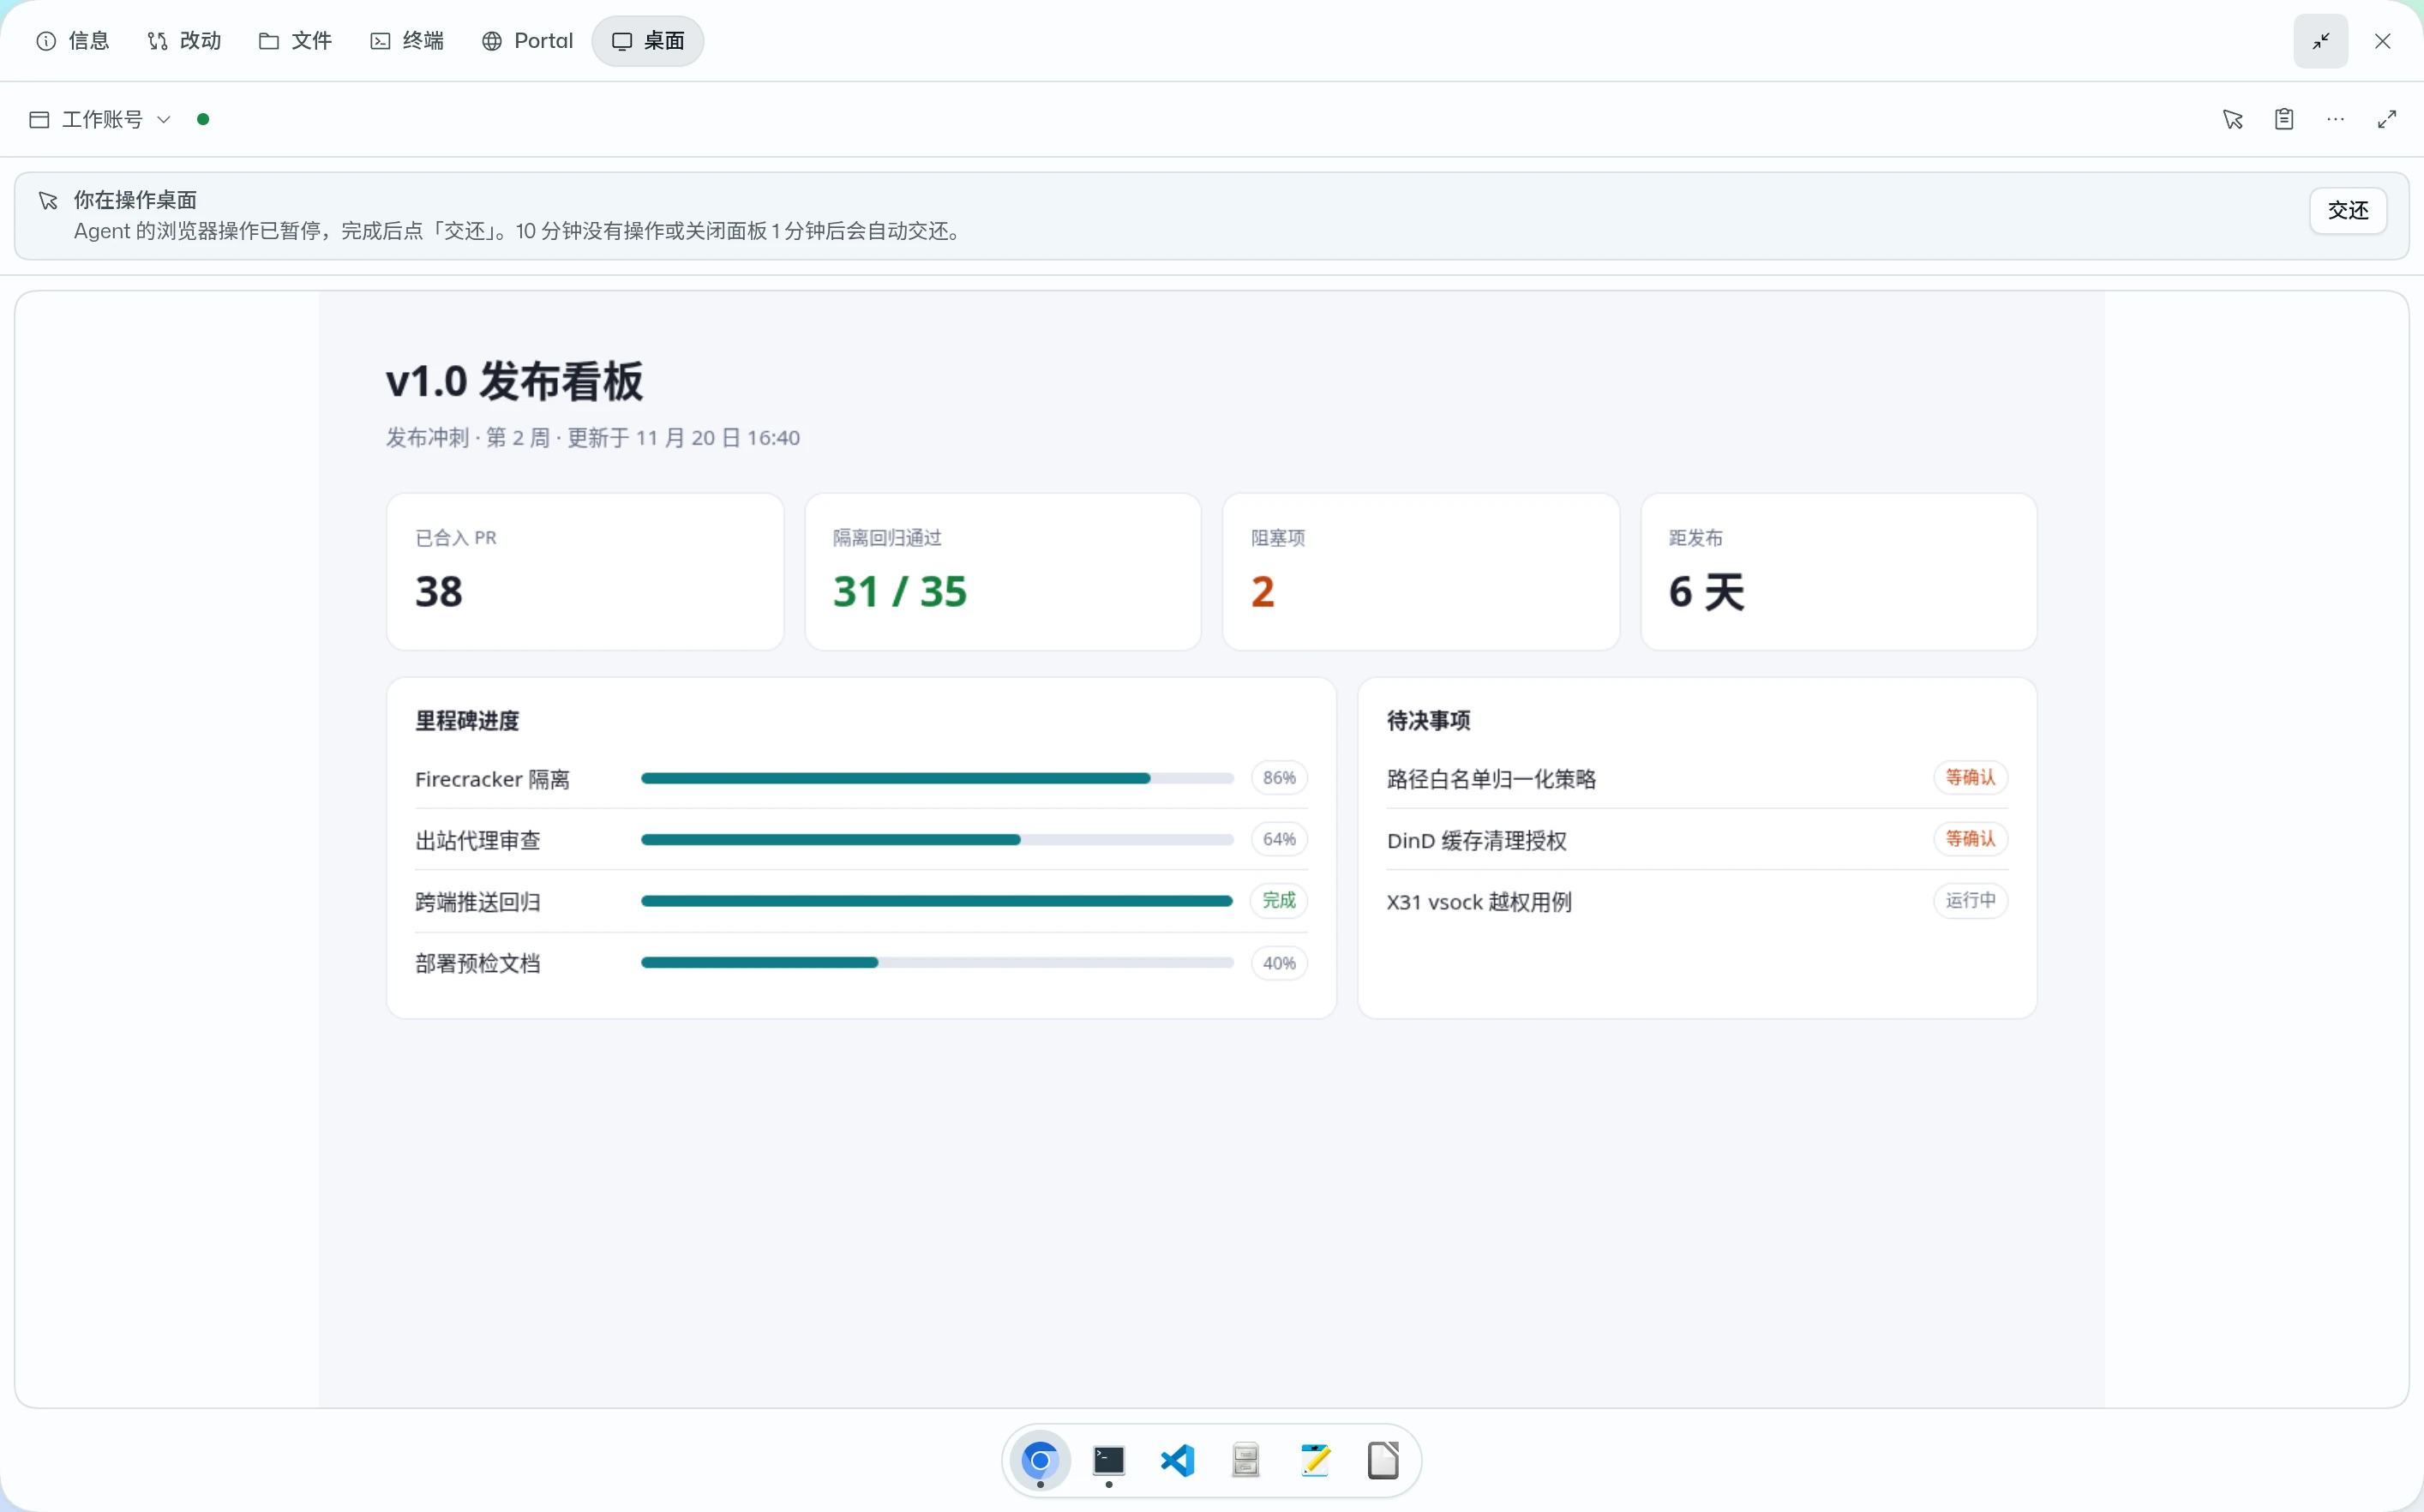 信息 改动 文件 终端 Portal 桌面
工作账号
你在操作桌面
Agent 的浏览器操作已暂停，完成后点「交还」。10 分钟没有操作或关闭面板 1 分钟后会自动交还。
交还
v1.0 发布看板
发布冲刺 · 第 2 周 · 更新于 11 月 20 日 16:40
已合入 PR
38
隔离回归通过
31 / 35
阻塞项
2
距发布
6 天
里程碑进度
Firecracker 隔离 86%
出站代理审查 64%
跨端推送回归 完成
部署预检文档 40%
待决事项
路径白名单归一化策略 等确认
DinD 缓存清理授权 等确认
X31 vsock 越权用例 运行中